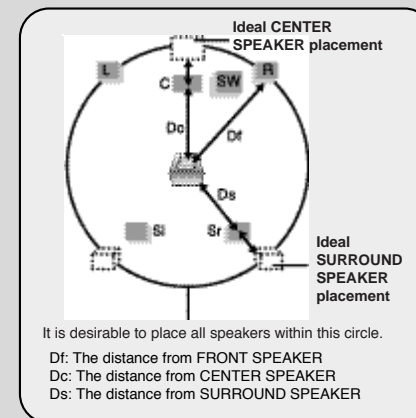 Ideal CENTER
SPEAKER placement
L
R
C
SW
Dc
Df
Ds
Sl
Sr
Ideal
SURROUND
SPEAKER
placement
It is desirable to place all speakers within this circle.
Df: The distance from FRONT SPEAKER
Dc: The distance from CENTER SPEAKER
Ds: The distance from SURROUND SPEAKER